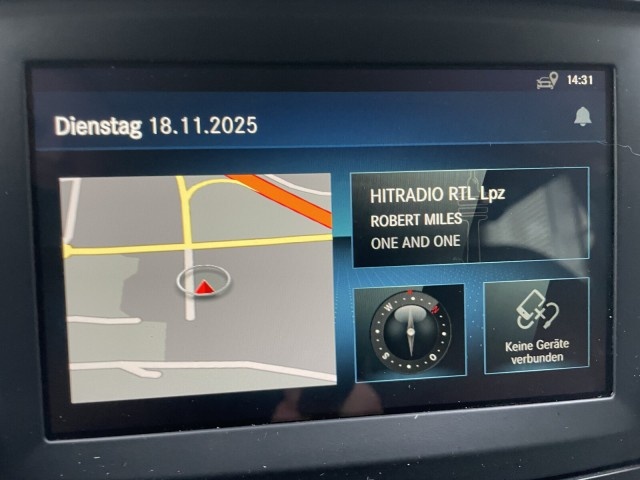 14:31
Dienstag 18.11.2025
HITRADIO RTL Lpz
ROBERT MILES
ONE AND ONE
W
S
O
Keine Geräte
verbunden